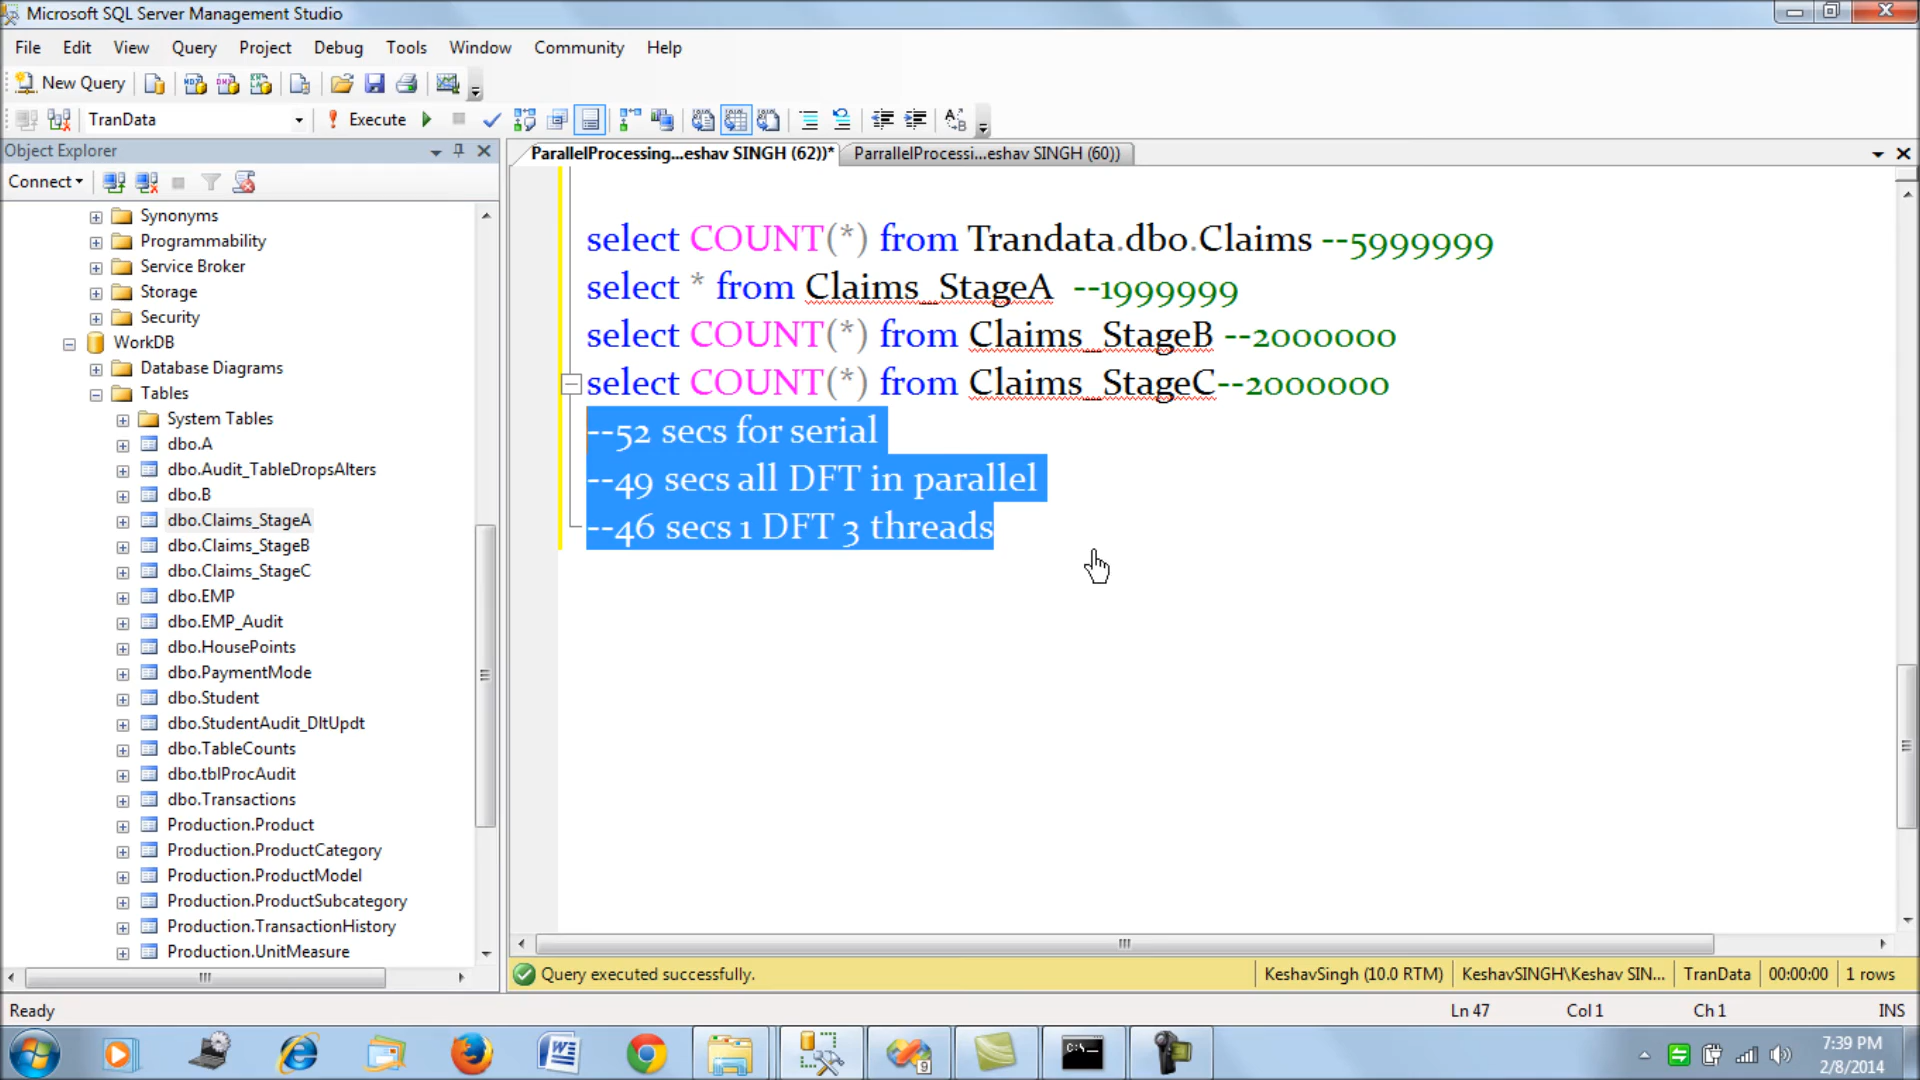 Microsoft SQL Server Management Studio
File Edit View Query Project Debug Tools Window Community Help
New Query
TranData Execute
Object Explorer
ParallelProcessing...eshav SINGH (62))* ParrallelProcessi...eshav SINGH (60))
Connect
Synonyms
Programmability
Service Broker
Storage
Security
WorkDB
Database Diagrams
Tables
System Tables
dbo.A
dbo.Audit_TableDropsAlters
dbo.B
dbo.Claims_StageA
dbo.Claims_StageB
dbo.Claims_StageC
dbo.EMP
dbo.EMP_Audit
dbo.HousePoints
dbo.PaymentMode
dbo.Student
dbo.StudentAudit_DltUpdt
dbo.TableCounts
dbo.tblProcAudit
dbo.Transactions
Production.Product
Production.ProductCategory
Production.ProductModel
Production.ProductSubcategory
Production.TransactionHistory
Production.UnitMeasure
select COUNT(*) from Trandata.dbo.Claims --5999999
select * from Claims_StageA --1999999
select COUNT(*) from Claims_StageB --2000000
select COUNT(*) from Claims_StageC--2000000
--52 secs for serial
--49 secs all DFT in parallel
--46 secs 1 DFT 3 threads
Query executed successfully. KeshavSingh (10.0 RTM) KeshavSINGH\Keshav SIN... TranData 00:00:00 1 rows
Ready Ln 47 Col 1 Ch 1 INS
7:39 PM
2/8/2014